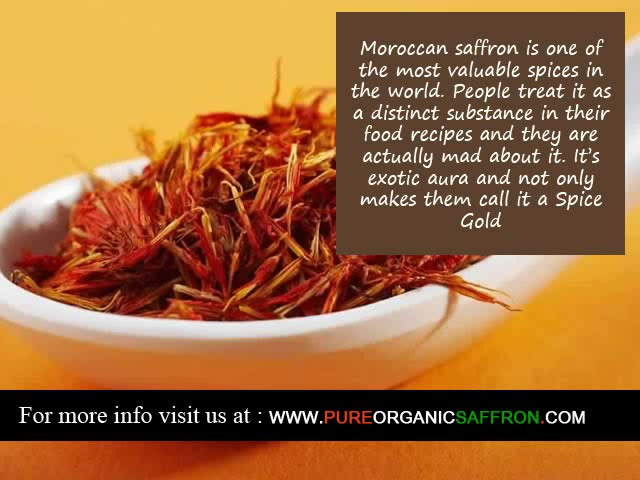 Moroccan saffron is one of
the most valuable spices in
the world. People treat it as
a distinct substance in their
food recipes and they are
actually mad about it. It's
exotic aura and not only
makes them call it a Spice
Gold
For more info visit us at : WWW.PUREORGANICSAFFRON.COM